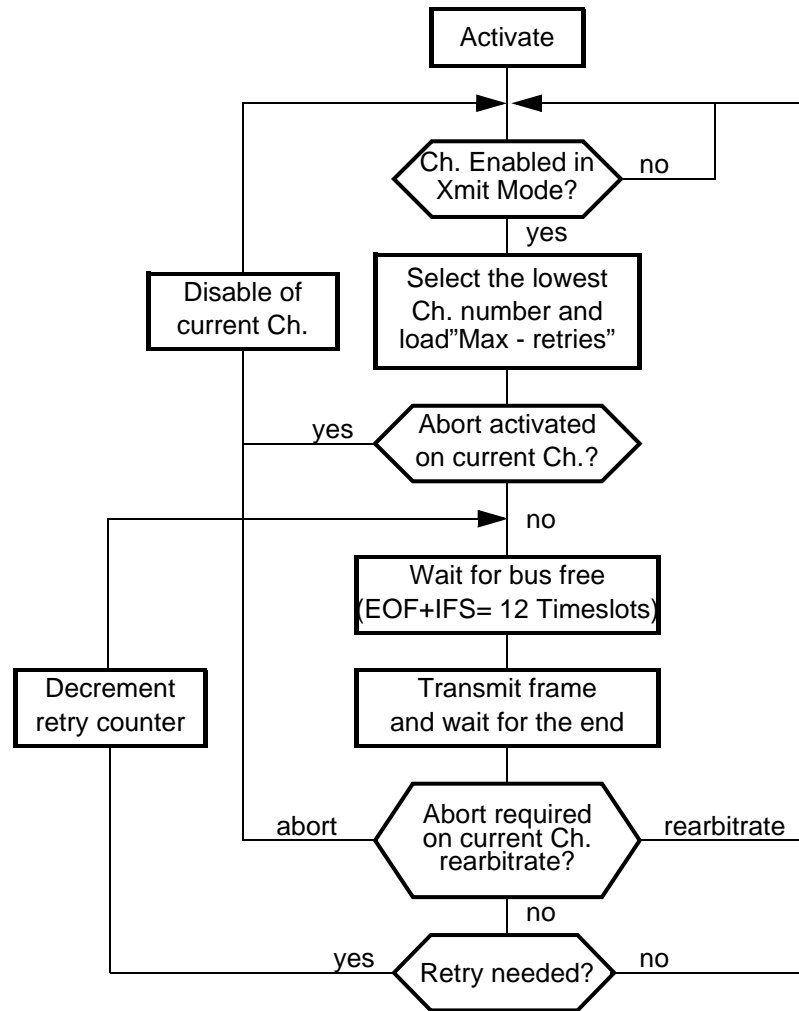 Activate
Ch. Enabled in
Xmit Mode?
no
yes
Disable of
current Ch.
Select the lowest
Ch. number and
load”Max - retries”
yes
Abort activated
on current Ch.?
no
Wait for bus free
(EOF+IFS= 12 Timeslots)
Decrement
retry counter
Transmit frame
and wait for the end
abort
Abort required
on current Ch.
rearbitrate?
rearbitrate
no
yes
Retry needed?
no